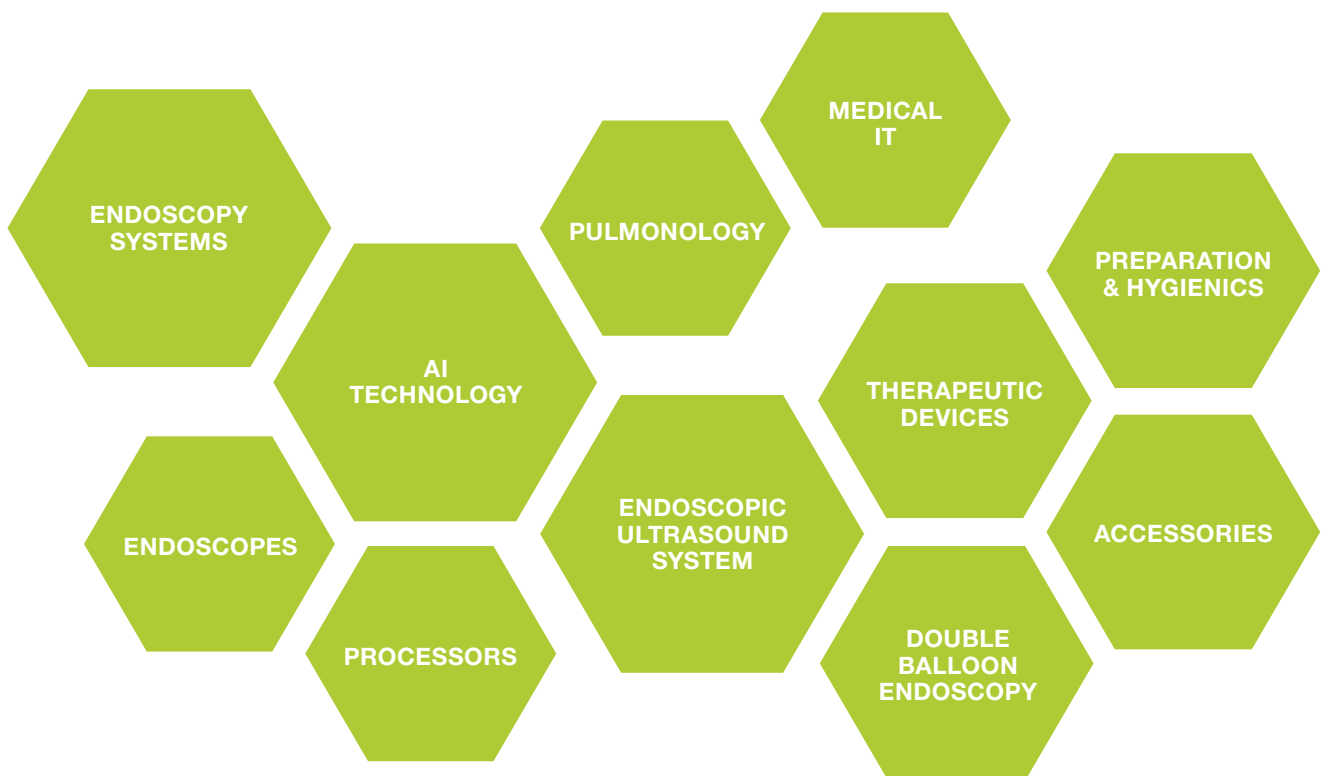 ENDOSCOPY
SYSTEMS
AI
TECHNOLOGY
PULMONOLOGY
MEDICAL
IT
PREPARATION
& HYGIENICS
THERAPEUTIC
DEVICES
ENDOSCOPES
PROCESSORS
ENDOSCOPIC
ULTRASOUND
SYSTEM
ACCESSORIES
DOUBLE
BALLOON
ENDOSCOPY